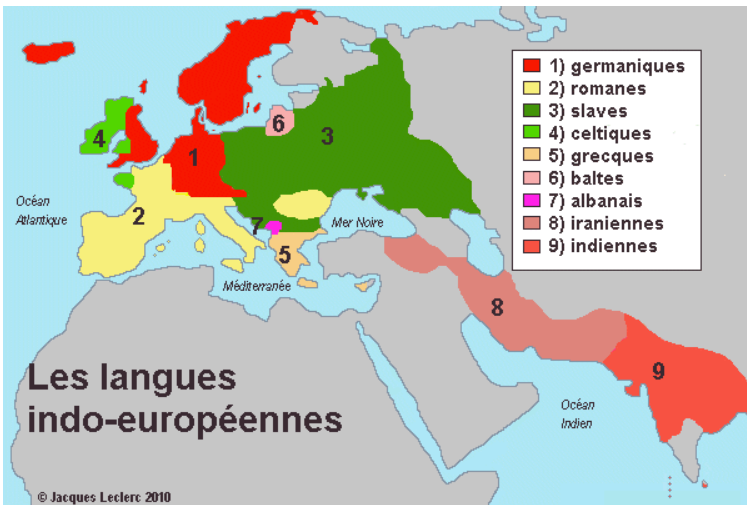 1) germaniques
2) romanes
3) slaves
4) celtiques
5) grecques
6) baltes
7) albanais
8) iraniennes
9) indiennes
4
6
3
1
Océan
Atlantique
2
7
Mer Noire
5
Méditerranée
8
9
Les langues
indo-européennes
Océan
Indien
© Jacques Leclerc 2010